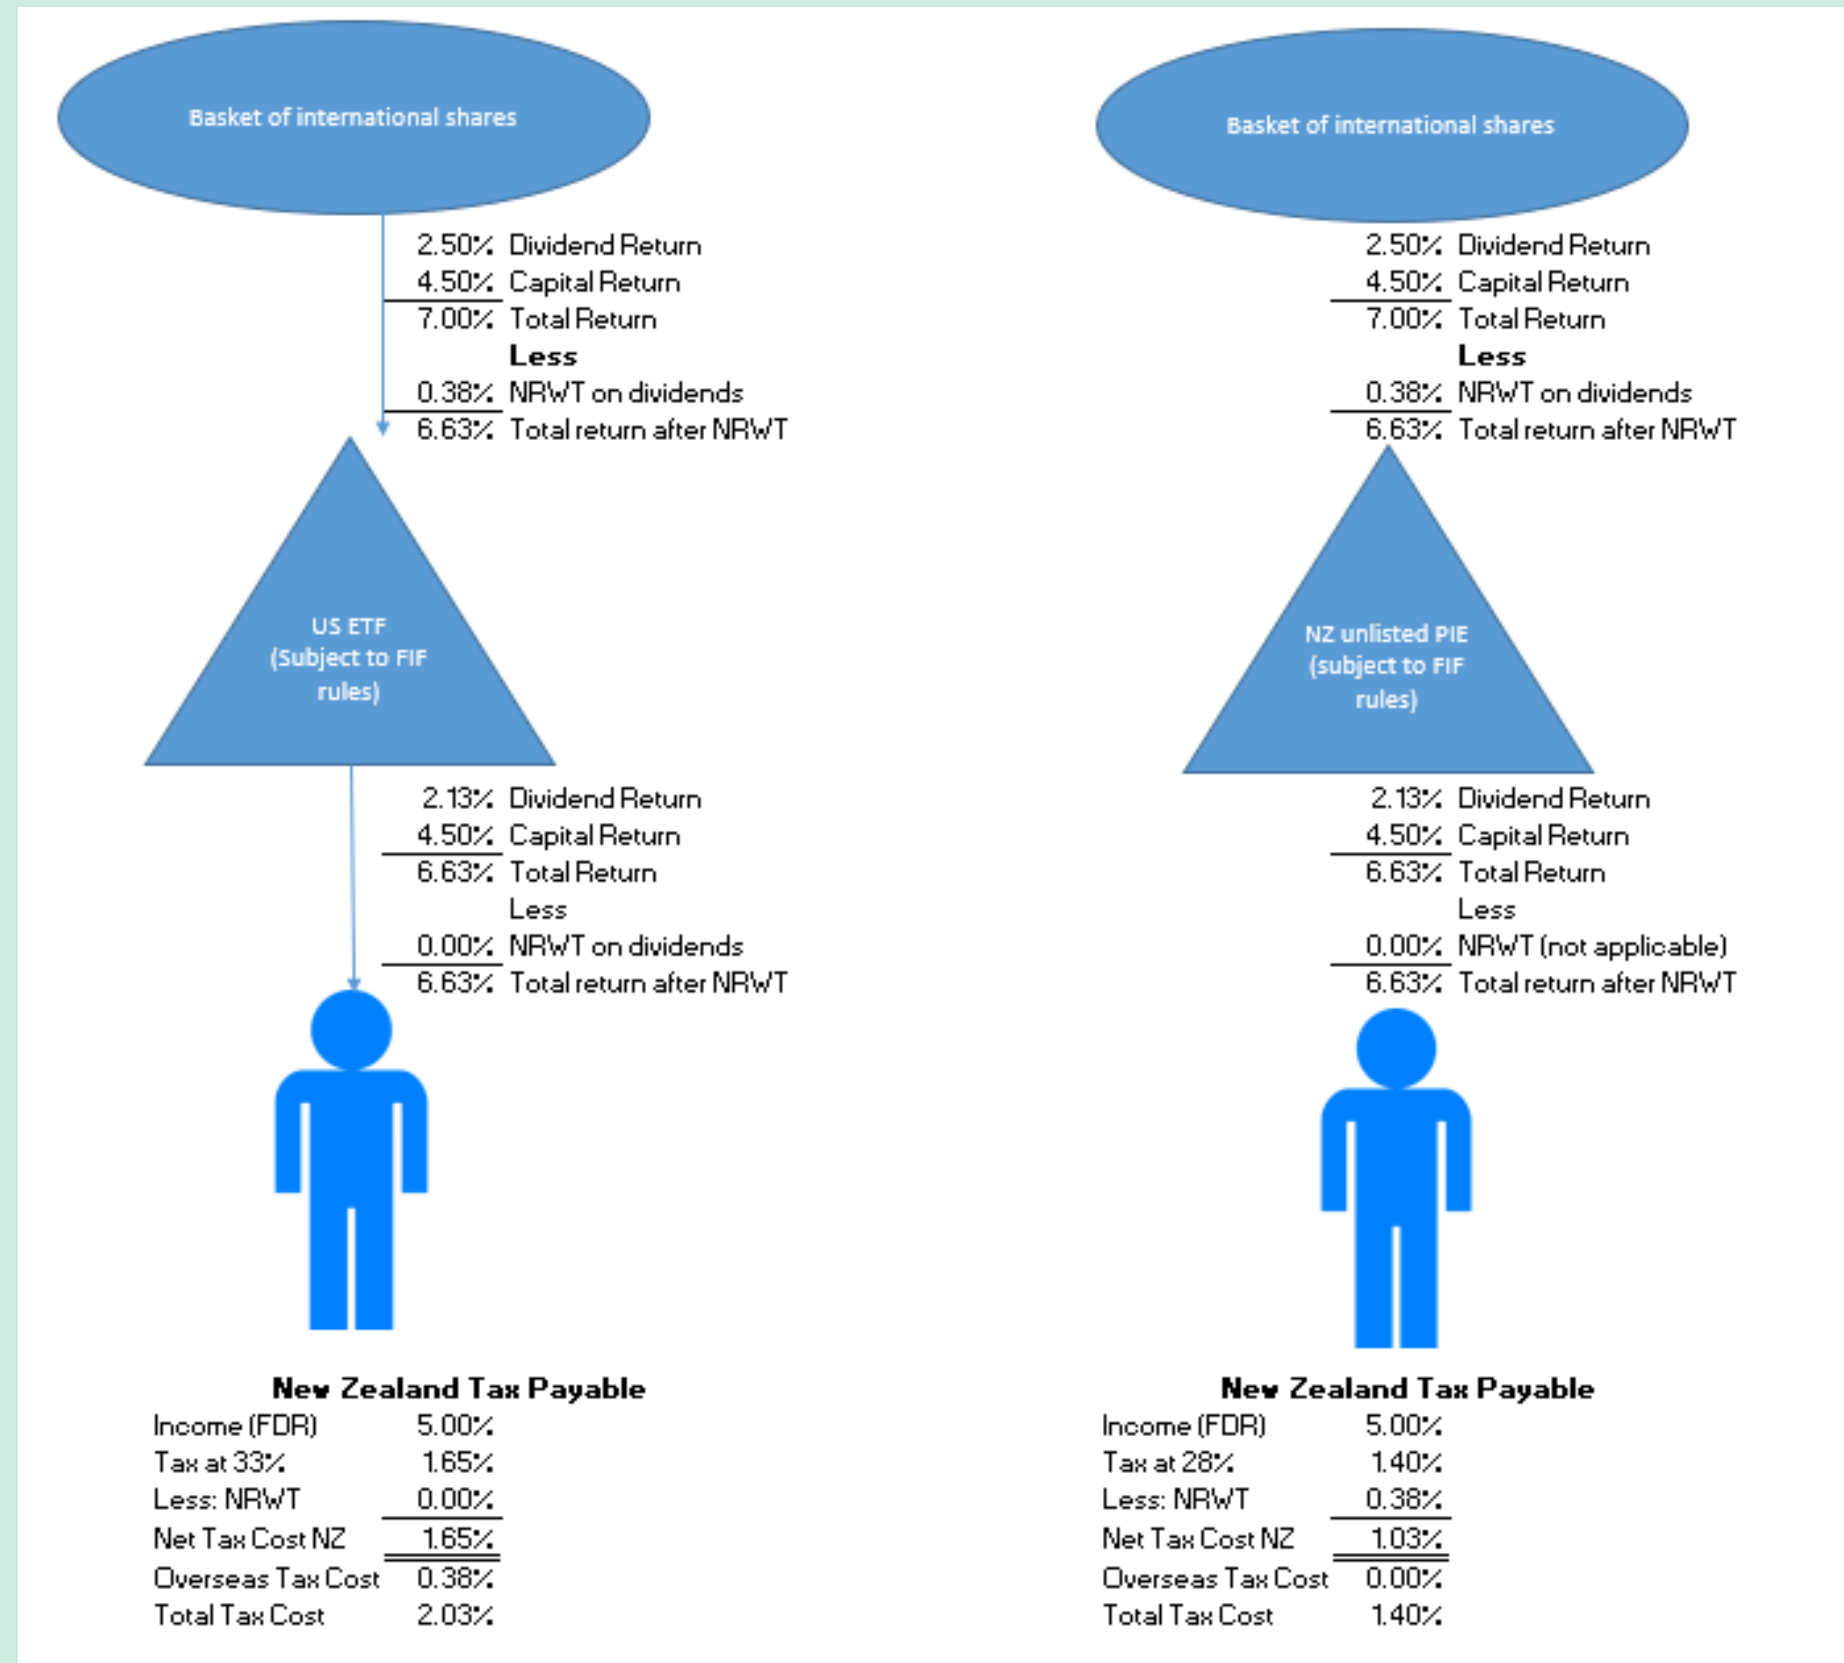 Basket of international shares
2.50% Dividend Return
4.50% Capital Return
7.00% Total Return
Less
0.38% NRWT on dividends
6.63% Total return after NRWT
US ETF
(Subject to FIF
rules)
2.13% Dividend Return
4.50% Capital Return
6.63% Total Return
Less
0.00% NRWT on dividends
6.63% Total return after NRWT
New Zealand Tax Payable
Income (FDR) 5.00%
Tax at 33% 1.65%
Less: NRWT 0.00%
Net Tax Cost NZ 1.65%
Overseas Tax Cost 0.38%
Total Tax Cost 2.03%
Basket of international shares
2.50% Dividend Return
4.50% Capital Return
7.00% Total Return
Less
0.38% NRWT on dividends
6.63% Total return after NRWT
NZ unlisted PIE
(subject to FIF
rules)
2.13% Dividend Return
4.50% Capital Return
6.63% Total Return
Less
0.00% NRWT (not applicable)
6.63% Total return after NRWT
New Zealand Tax Payable
Income (FDR) 5.00%
Tax at 28% 1.40%
Less: NRWT 0.38%
Net Tax Cost NZ 1.03%
Overseas Tax Cost 0.00%
Total Tax Cost 1.40%